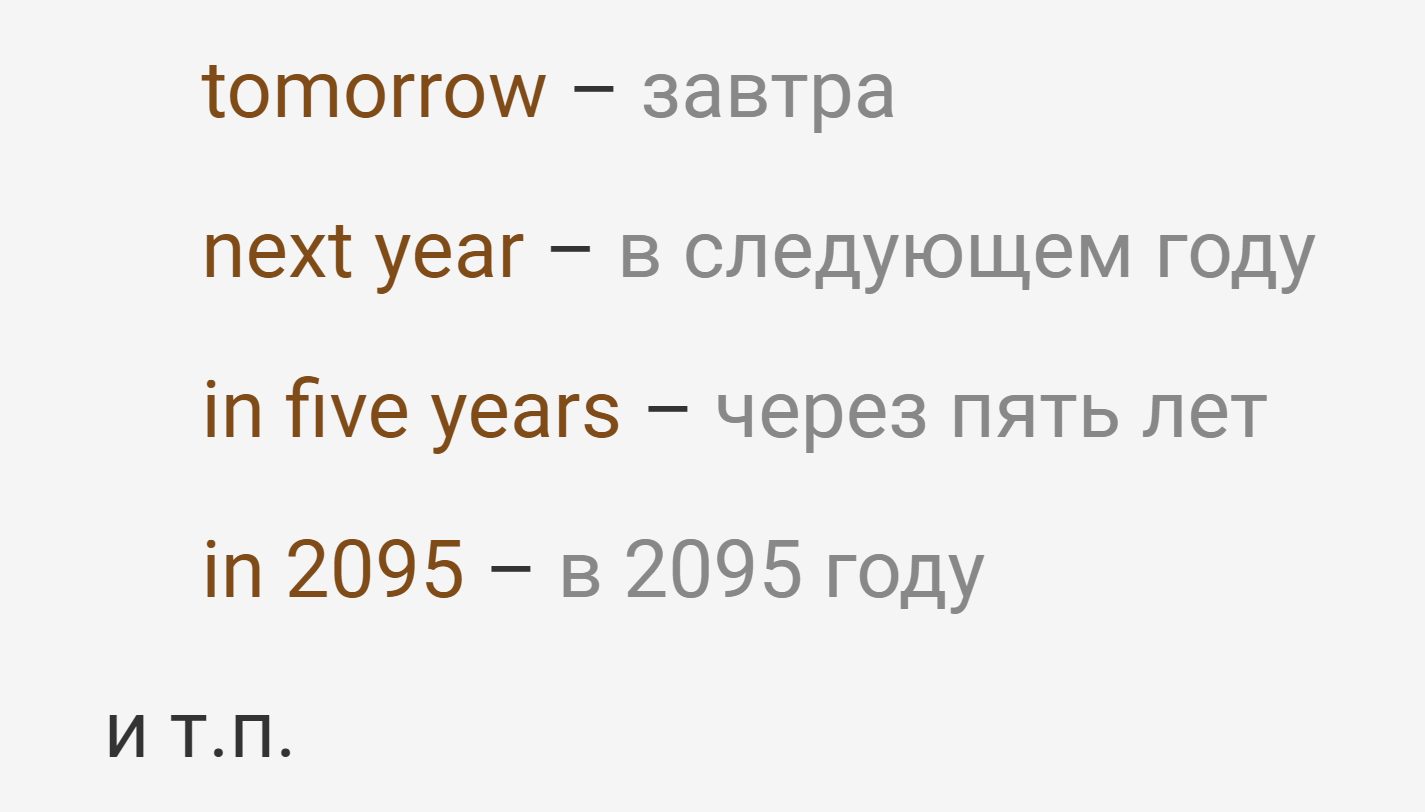 tomorrow – завтра
next year – в следующем году
in five years – через пять лет
in 2095 – в 2095 году
и т.п.